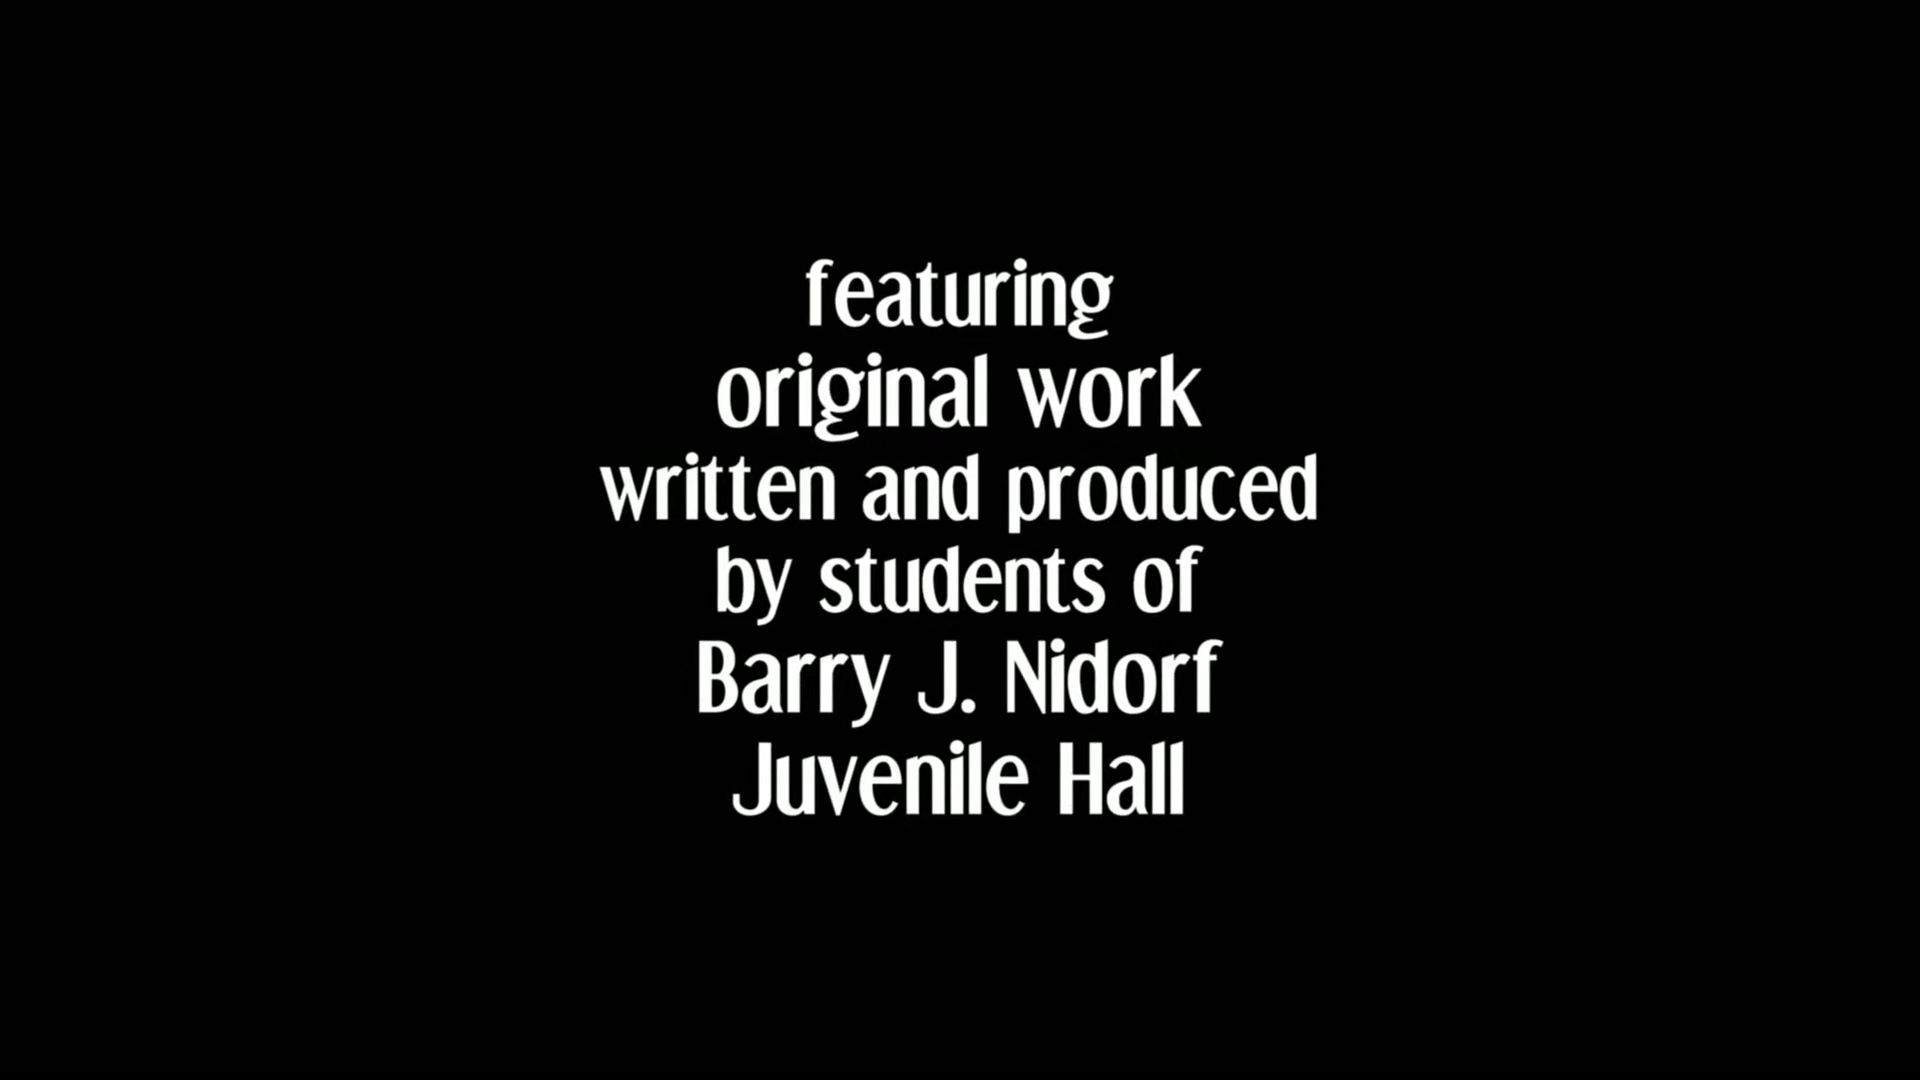 featuring
original work
written and produced
by students of
Barry J. Nidorf
Juvenile Hall